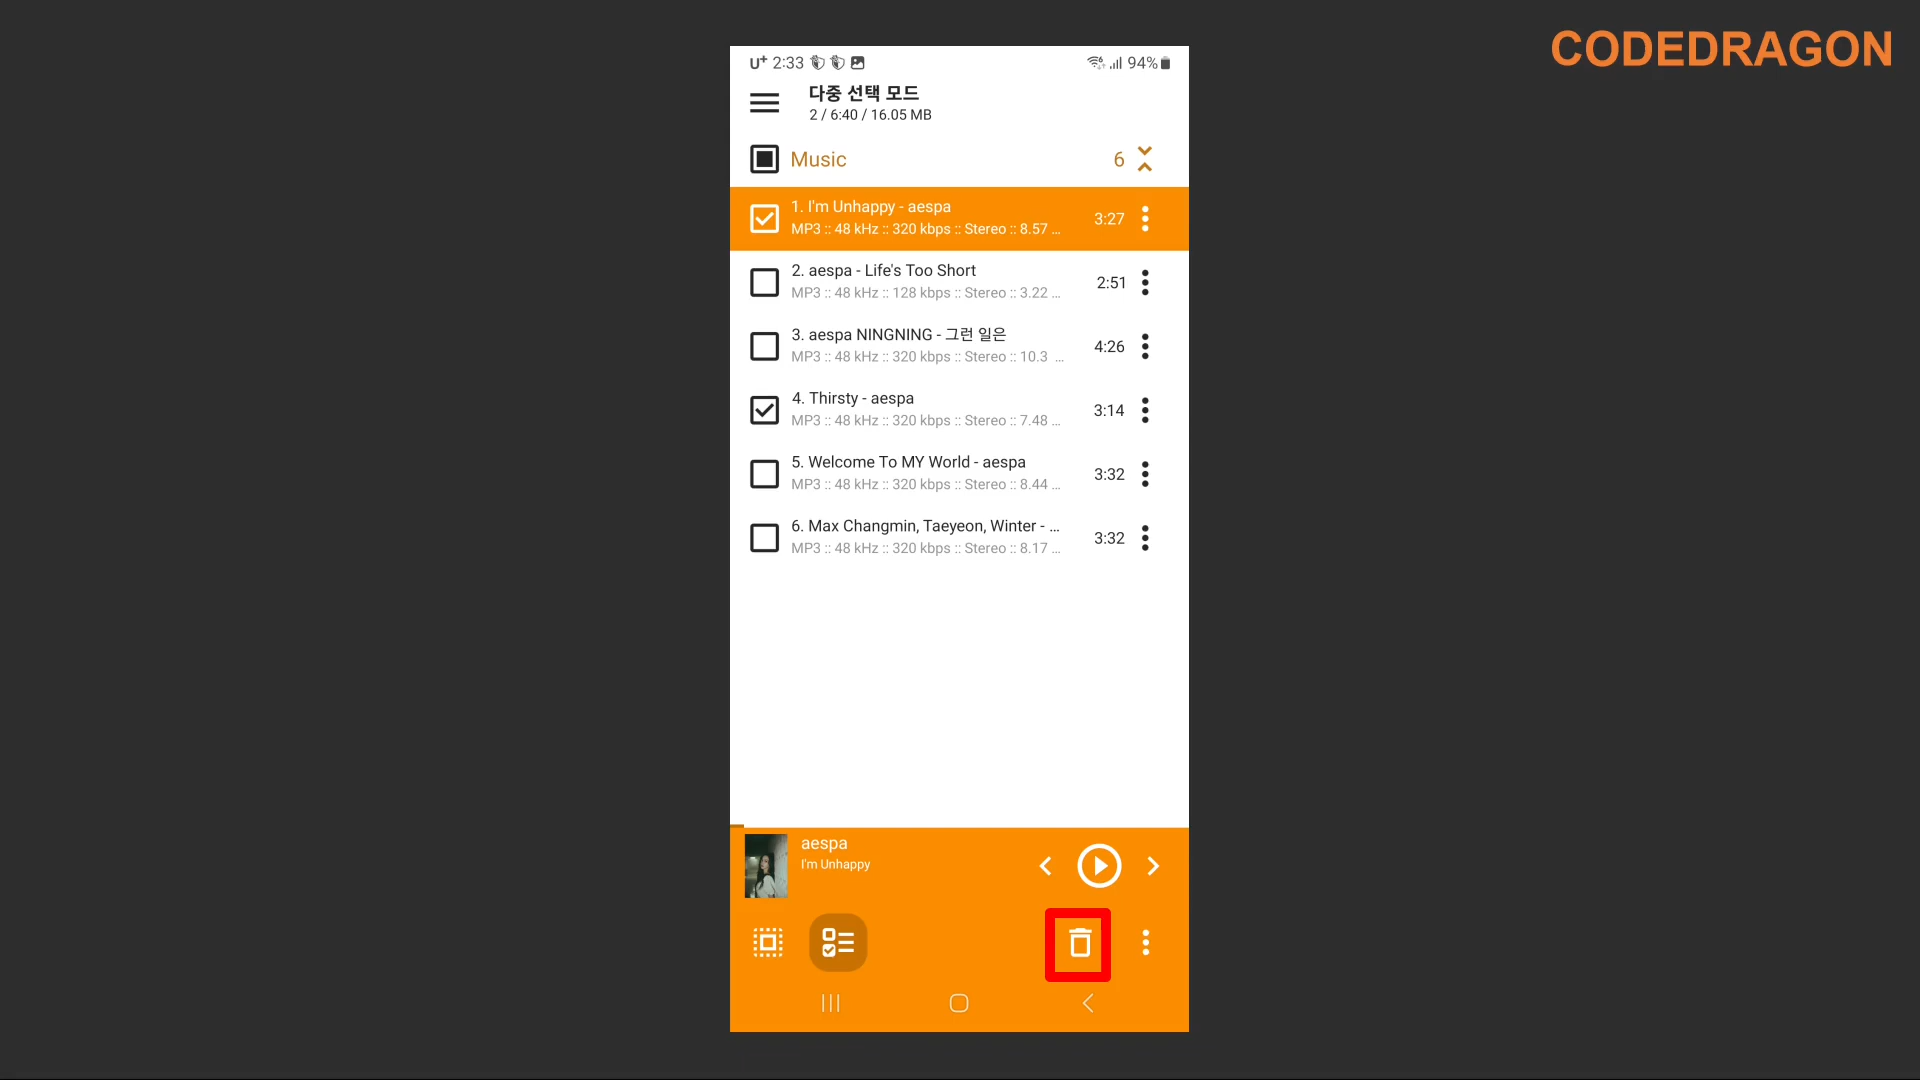 CODEDRAGON
U+ 2:33 94%
다중 선택 모드
2 / 6:40 / 16.05 MB
Music 6
1. I'm Unhappy - aespa
MP3 :: 48 kHz :: 320 kbps :: Stereo :: 8.57 ...
3:27
2. aespa - Life's Too Short
MP3 :: 48 kHz :: 128 kbps :: Stereo :: 3.22 ...
2:51
3. aespa NINGNING - 그런 일은
MP3 :: 48 kHz :: 320 kbps :: Stereo :: 10.3 ...
4:26
4. Thirsty - aespa
MP3 :: 48 kHz :: 320 kbps :: Stereo :: 7.48 ...
3:14
5. Welcome To MY World - aespa
MP3 :: 48 kHz :: 320 kbps :: Stereo :: 8.44 ...
3:32
6. Max Changmin, Taeyeon, Winter - ...
MP3 :: 48 kHz :: 320 kbps :: Stereo :: 8.17 ...
3:32
aespa
I'm Unhappy